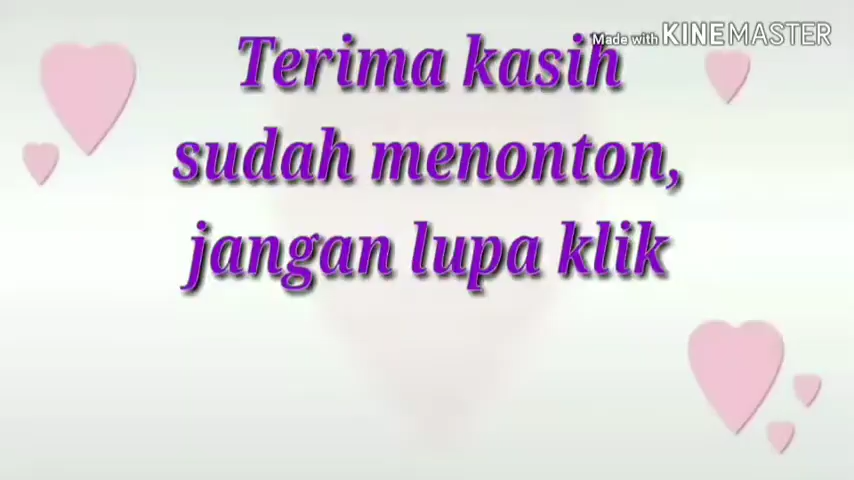 Made with KINEMASTER
Terima kasih
sudah menonton,
jangan lupa klik